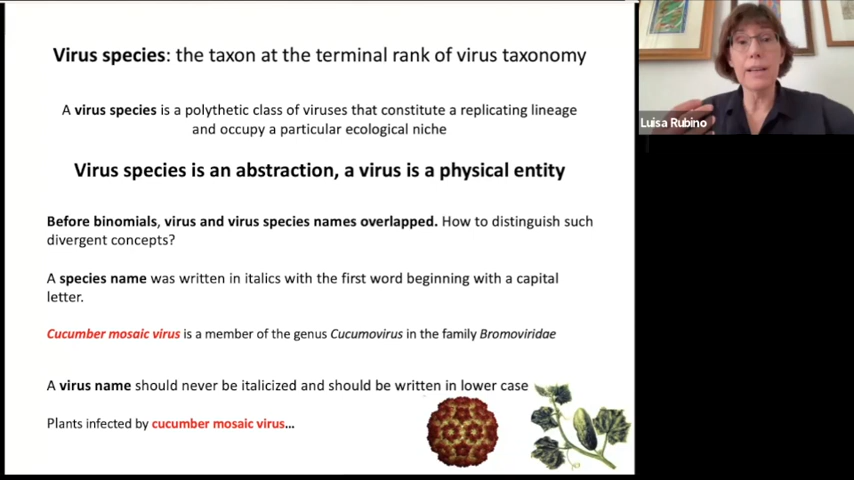 Virus species: the taxon at the terminal rank of virus taxonomy
A virus species is a polythetic class of viruses that constitute a replicating lineage
and occupy a particular ecological niche
Virus species is an abstraction, a virus is a physical entity
Before binomials, virus and virus species names overlapped. How to distinguish such
divergent concepts?
A species name was written in italics with the first word beginning with a capital
letter.
Cucumber mosaic virus is a member of the genus Cucumovirus in the family Bromoviridae
A virus name should never be italicized and should be written in lower case
Plants infected by cucumber mosaic virus...
Luisa Rubino